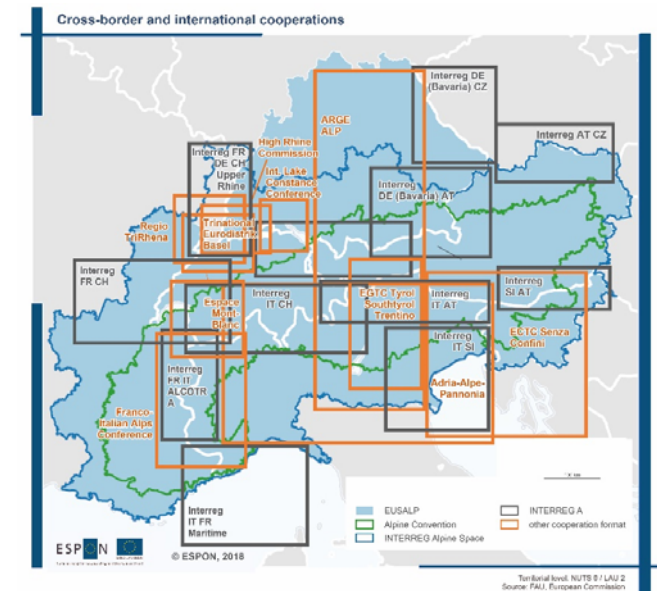 Cross-border and international cooperations
Interreg DE
(Bavaria) CZ
ARGE
ALP
Interreg AT CZ
High Rhine
Commission
Interreg FR
DE CH
Upper
Rhine
Int. Lake
Constance
Conference
Interreg
DE (Bavaria) AT
Regio
TriRhena
Trinational
Eurodistrict
Basel
Interreg
FR CH
Espace
Mont-
Blanc
Interreg
IT CH
EGTC Tyrol
Southtyrol
Trentino
Interreg
IT AT
Interreg
SI AT
Interreg
IT SI
EGTC Senza
Confini
Interreg
FR IT
ALCOTR
A
Adria-Alpe-
Pannonia
Franco-
Italian Alps
Conference
Interreg
IT FR
Maritime
EUSALP
Alpine Convention
INTERREG Alpine Space
INTERREG A
other cooperation format
ESPON
© ESPON, 2018
Territorial level: NUTS 0 / LAU 2
Source: FAU, European Commission